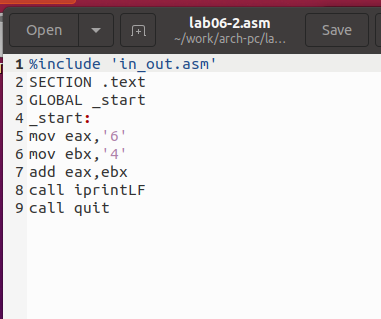 Open
lab06-2.asm
~/work/arch-pc/la...
Save
1 %include 'in_out.asm'
2 SECTION .text
3 GLOBAL _start
4 _start:
5 mov eax,'6'
6 mov ebx,'4'
7 add eax,ebx
8 call iprintLF
9 call quit